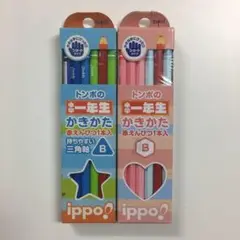 トンボの
一年生
かきかた
赤えんぴつ1本入
持ちやすい
三角軸
B
ippo!
トンボの
一年生
かきかた
赤えんぴつ1本入
B
ippo!